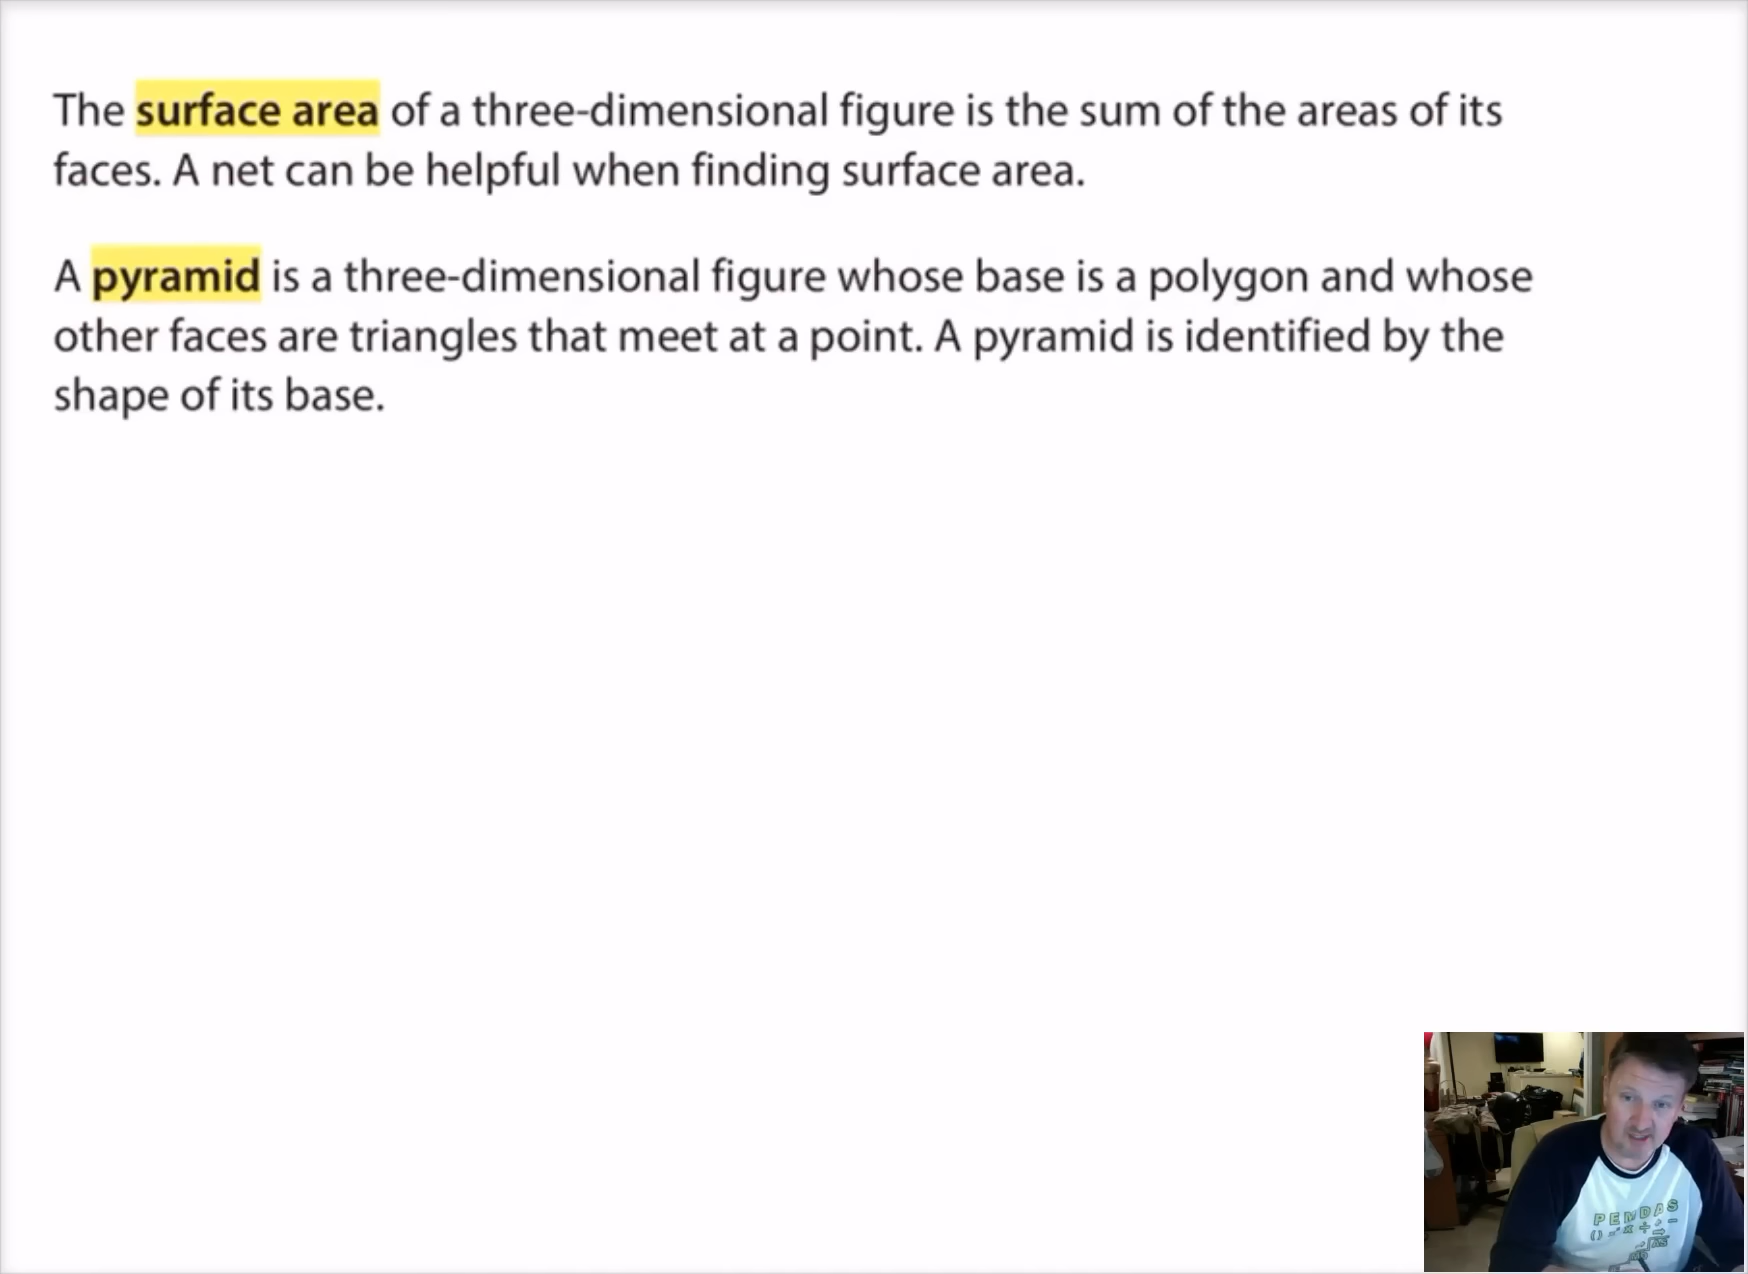 The surface area of a three-dimensional figure is the sum of the areas of its
faces. A net can be helpful when finding surface area.
A pyramid is a three-dimensional figure whose base is a polygon and whose
other faces are triangles that meet at a point. A pyramid is identified by the
shape of its base.
PEMDAS